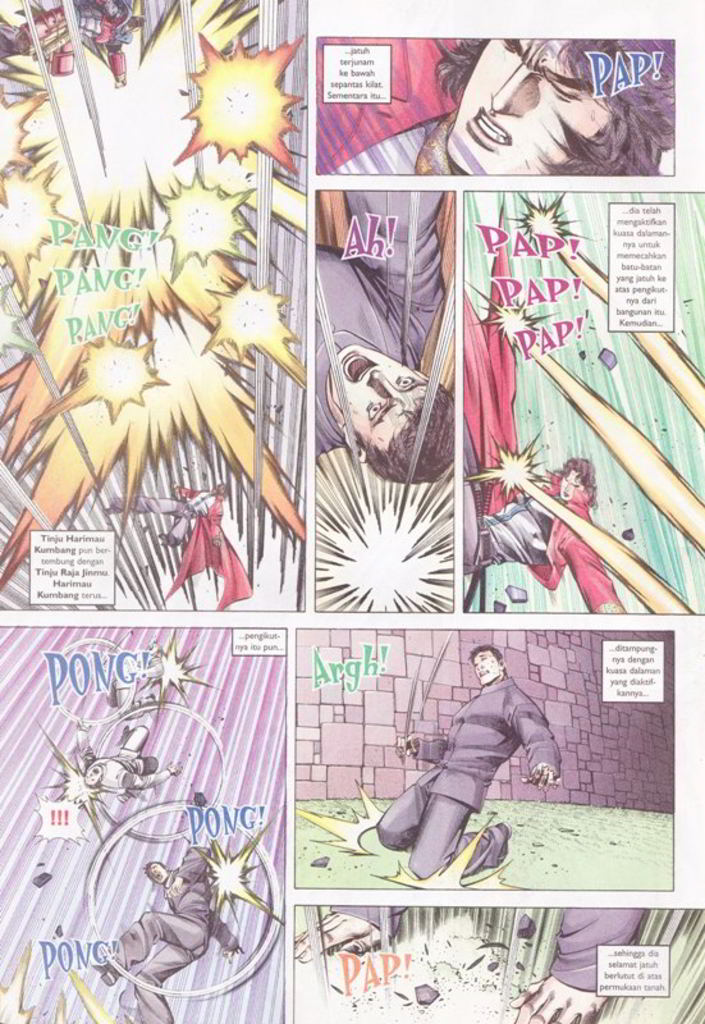 PANG!
PANG!
PANG!
Tinju Harimau
Kumbang pun ber-
tembung dengan
Tinju Raja Jinmu.
Harimau
Kumbang terus...
...jatuh
terjunam
ke bawah
sepantas kilat.
Sementara itu...
PAP!
AH!
PAP!
PAP!
PAP!
...dia telah
mengaktifkan
kuasa dalaman-
nya untuk
memecahkan
batu-batan
yang jatuh ke
atas pengikut-
nya dari
bangunan itu.
Kemudian...
...pengikut-
nya itu pun...
PONG!
!!!
PONG!
PONG!
Argh!
...ditampung-
nya dengan
kuasa dalaman
yang diaktif-
kannya...
PAP!
...sehingga dia
selamat jatuh
berlutut di atas
permukaan tanah.